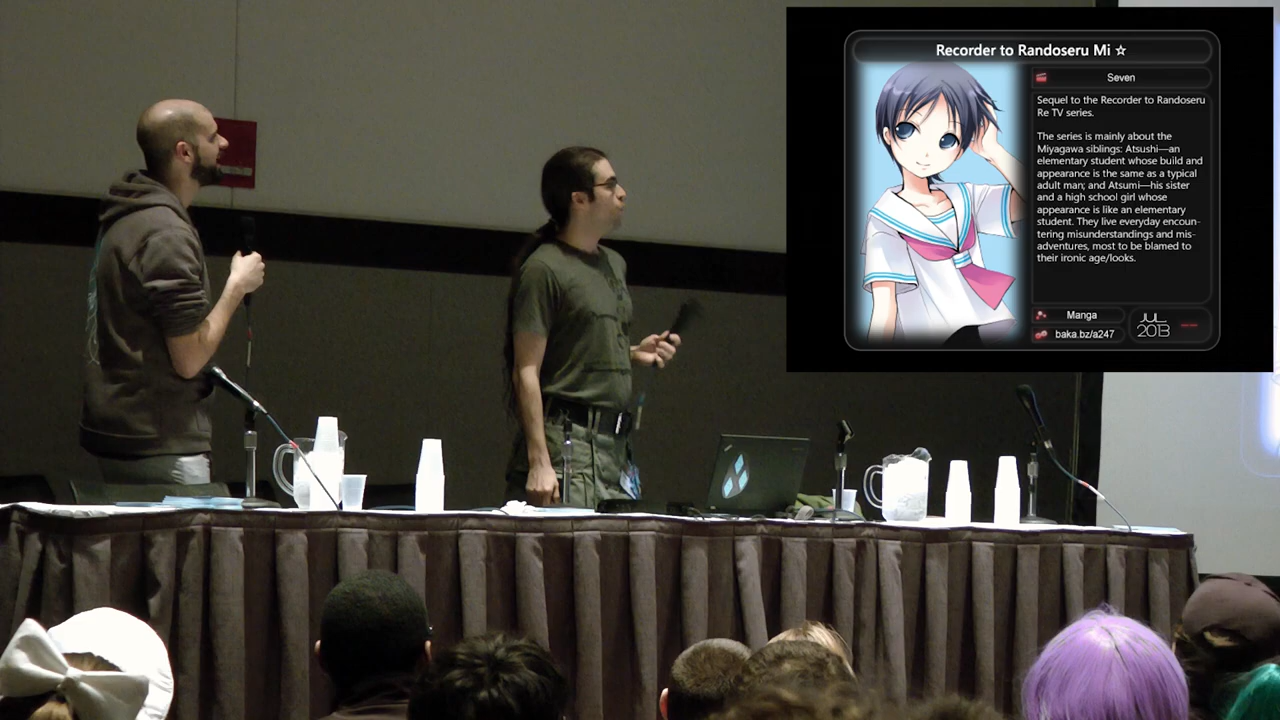 Recorder to Randoseru Mi ☆
Seven
Sequel to the Recorder to Randoseru
Re TV series.
The series is mainly about the
Miyagawa siblings: Atsushi—an
elementary student whose build and
appearance is the same as a typical
adult man; and Atsumi—his sister
and a high school girl whose
appearance is like an elementary
student. They live everyday encoun-
tering misunderstandings and mis-
adventures, most to be blamed to
their ironic age/looks.
Manga
baka.bz/a247
JUL
2013
--